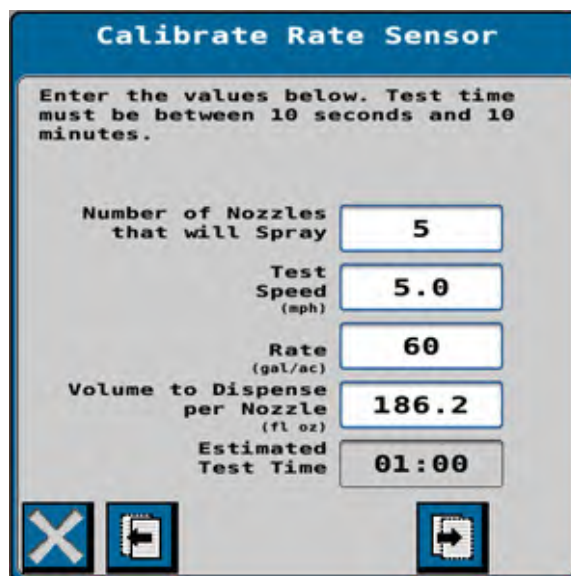 Calibrate Rate Sensor
Enter the values below. Test time
must be between 10 seconds and 10
minutes.
Number of Nozzles
that will Spray
5
Test
Speed
(mph)
5.0
Rate
(gal/ac)
60
Volume to Dispense
per Nozzle
(fl oz)
186.2
Estimated
Test Time
01:00